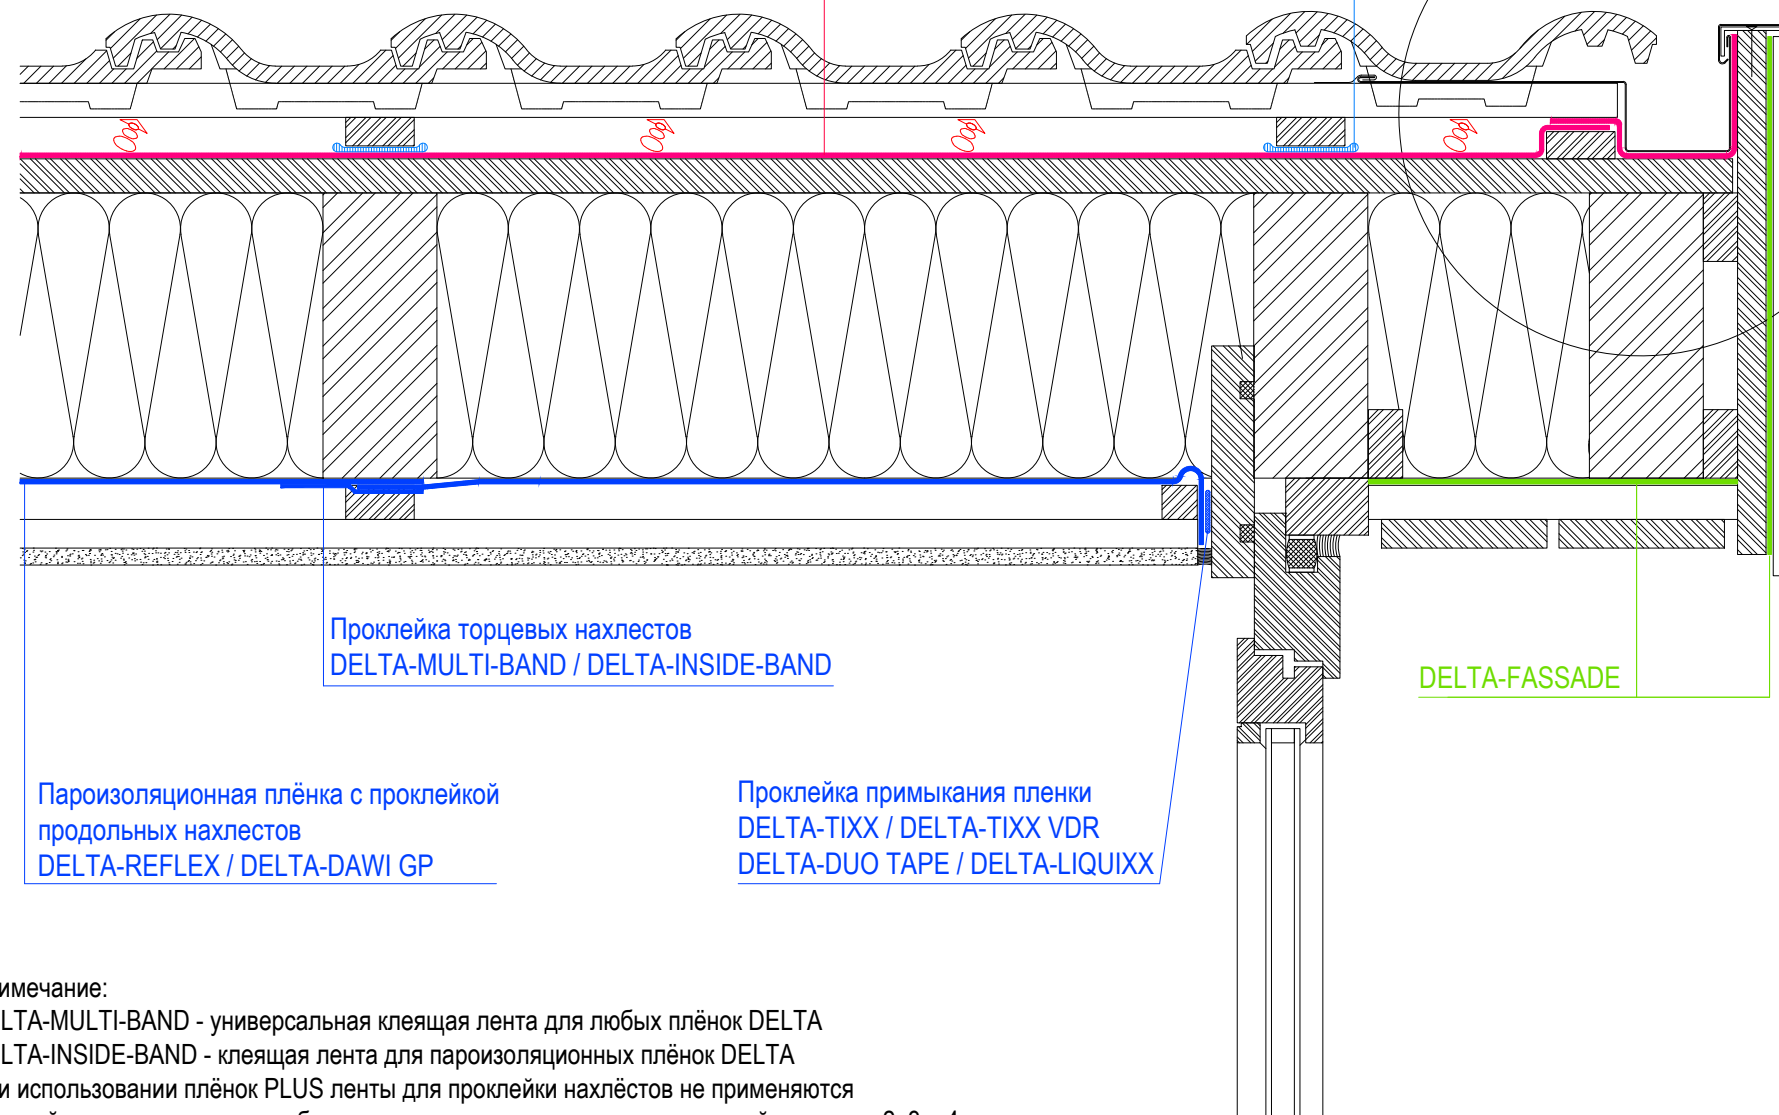 Проклейка торцевых нахлестов
DELTA-MULTI-BAND / DELTA-INSIDE-BAND
DELTA-FASSADE
Пароизоляционная плёнка с проклейкой
продольных нахлестов
DELTA-REFLEX / DELTA-DAWI GP
Проклейка примыкания пленки
DELTA-TIXX / DELTA-TIXX VDR
DELTA-DUO TAPE / DELTA-LIQUIXX
имечание:
LTA-MULTI-BAND - универсальная клеящая лента для любых плёнок DELTA
LTA-INSIDE-BAND - клеящая лента для пароизоляционных плёнок DELTA
и использовании плёнок PLUS ленты для проклейки нахлёстов не применяются